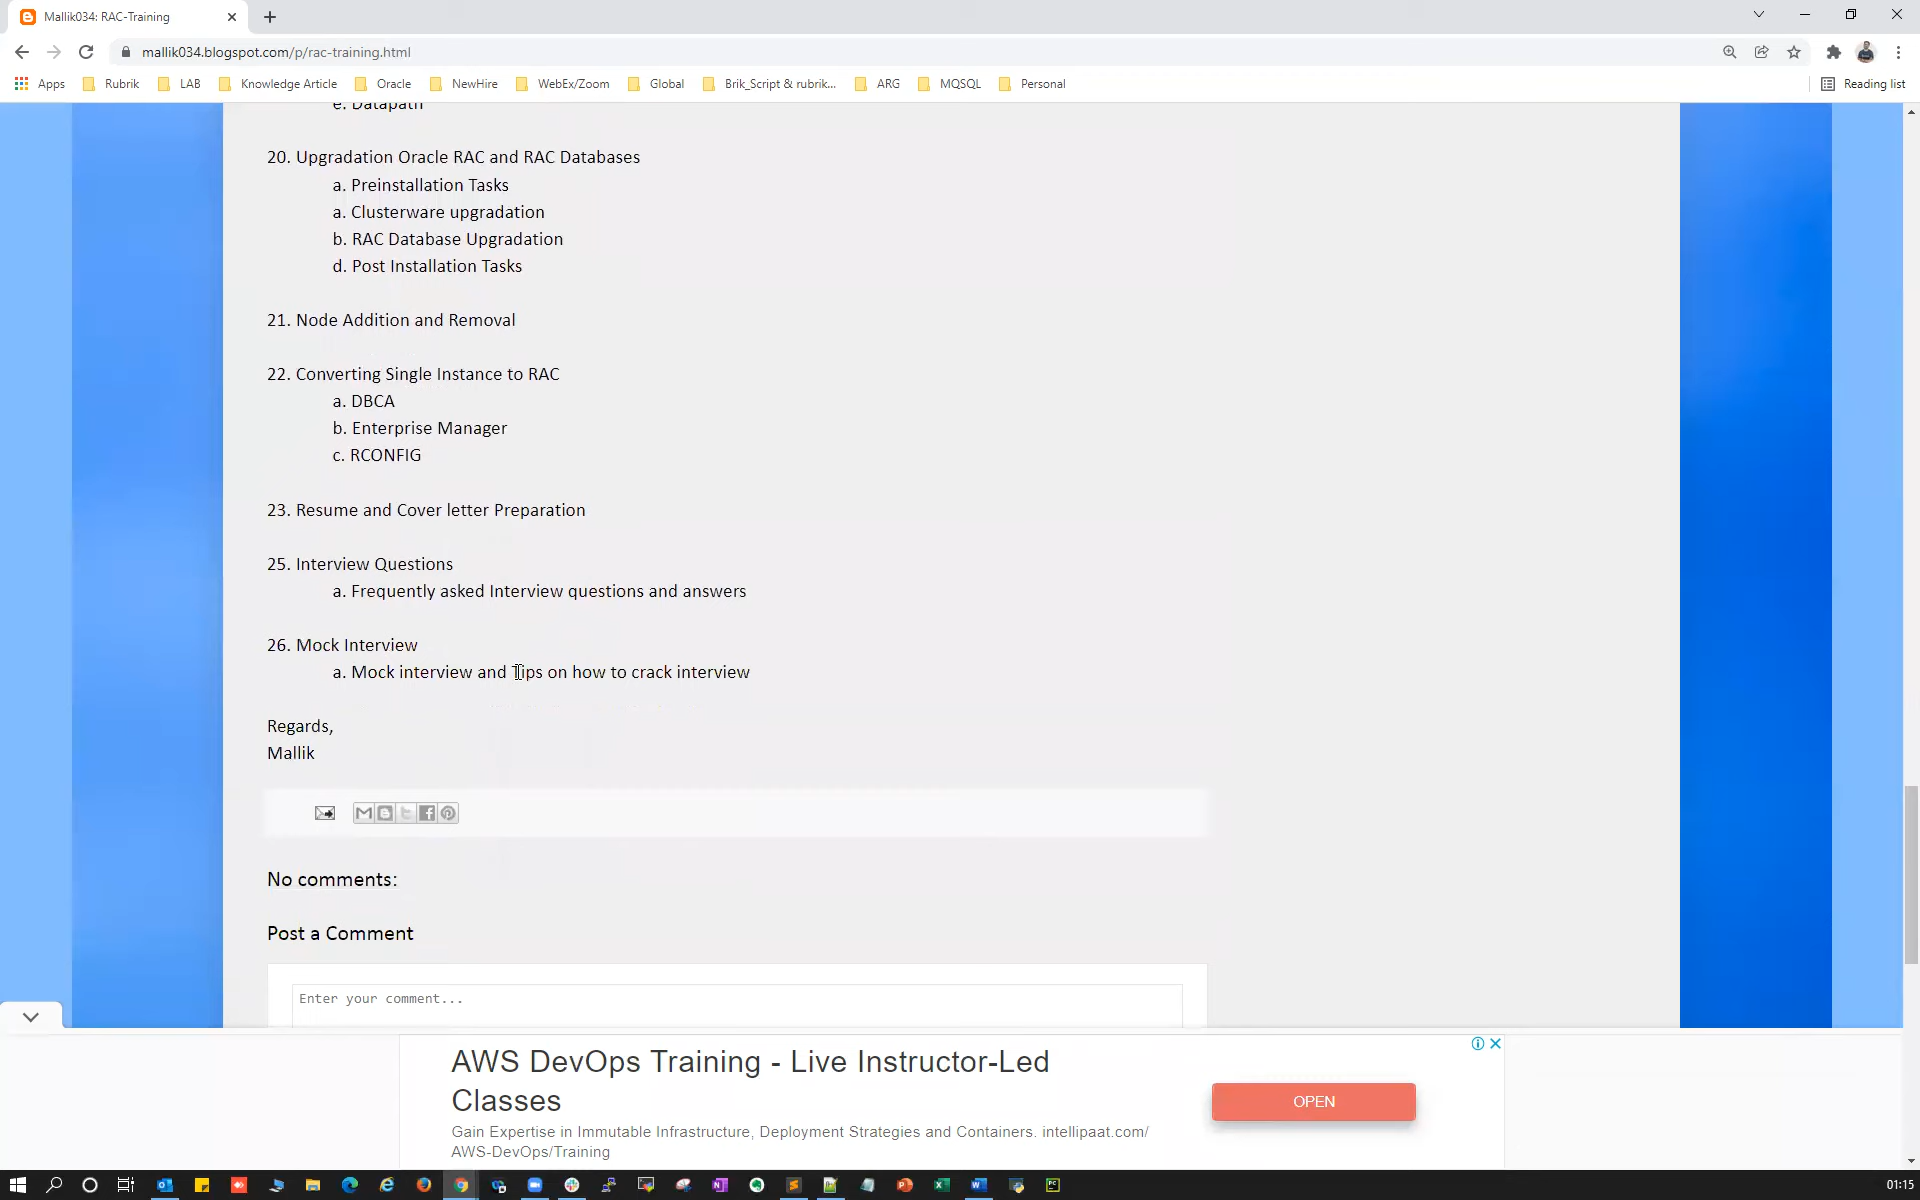 Mallik034: RAC-Training
mallik034.blogspot.com/p/rac-training.html
Apps Rubrik LAB Knowledge Article Oracle NewHire WebEx/Zoom Global Brik_Script & rubrik... ARG MQSQL Personal Reading list
e. Datapath
20. Upgradation Oracle RAC and RAC Databases
a. Preinstallation Tasks
a. Clusterware upgradation
b. RAC Database Upgradation
d. Post Installation Tasks
21. Node Addition and Removal
22. Converting Single Instance to RAC
a. DBCA
b. Enterprise Manager
c. RCONFIG
23. Resume and Cover letter Preparation
25. Interview Questions
a. Frequently asked Interview questions and answers
26. Mock Interview
a. Mock interview and Tips on how to crack interview
Regards,
Mallik
No comments:
Post a Comment
Enter your comment...
AWS DevOps Training - Live Instructor-Led
Classes
OPEN
Gain Expertise in Immutable Infrastructure, Deployment Strategies and Containers. intellipaat.com/
AWS-DevOps/Training
01:15